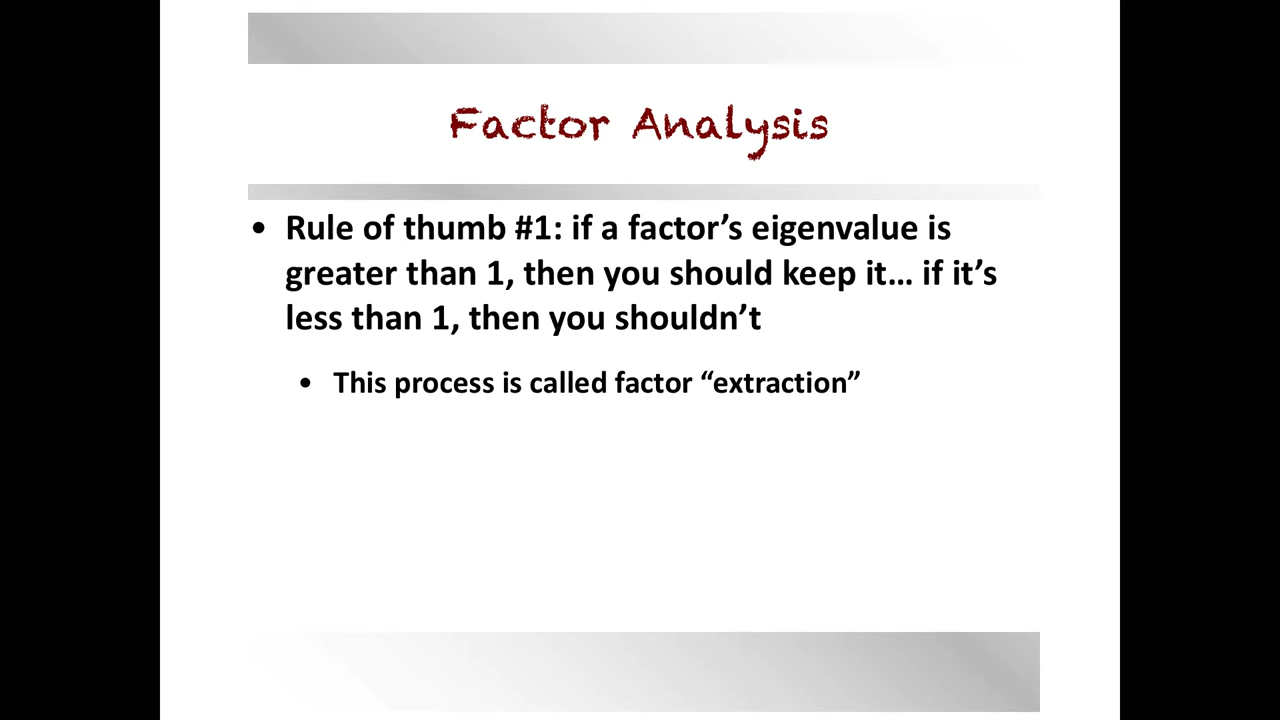 Factor Analysis
• Rule of thumb #1: if a factor’s eigenvalue is
greater than 1, then you should keep it… if it’s
less than 1, then you shouldn’t
• This process is called factor “extraction”